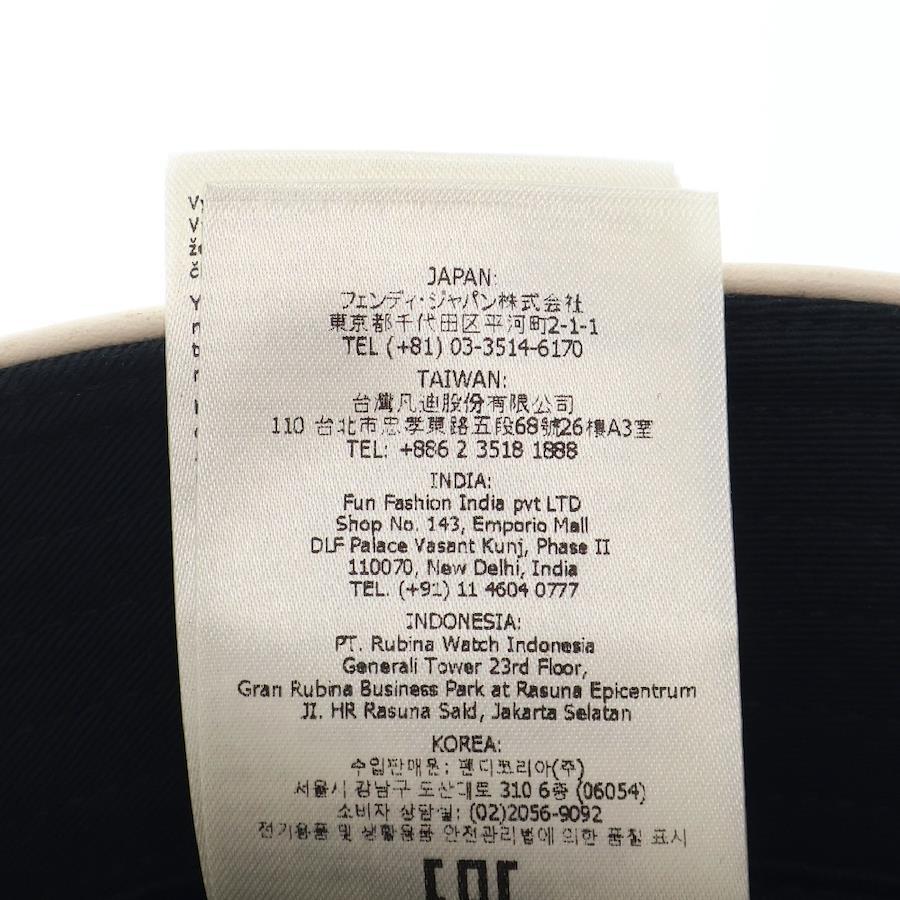 JAPAN:
フェンディ・ジャパン株式会社
東京都千代田区平河町2-1-1
TEL (+81) 03-3514-6170
TAIWAN:
台灣凡迪股份有限公司
110 台北市忠孝東路五段68號26樓A3室
TEL: +886 2 3518 1888
INDIA:
Fun Fashion India pvt LTD
Shop No. 143, Emporio Mall
DLF Palace Vasant Kunj, Phase II
110070, New Delhi, India
TEL. (+91) 11 4604 0777
INDONESIA:
PT. Rubina Watch Indonesia
Generali Tower 23rd Floor,
Gran Rubina Business Park at Rasuna Epicentrum
JI. HR Rasuna Said, Jakarta Selatan
KOREA:
수입판매원: 펜디코리아(주)
서울시 강남구 도산대로 310 6층 (06054)
소비자 상담실: (02)2056-9092
전기용품 및 생활용품 안전관리법에 의한 품질 표시